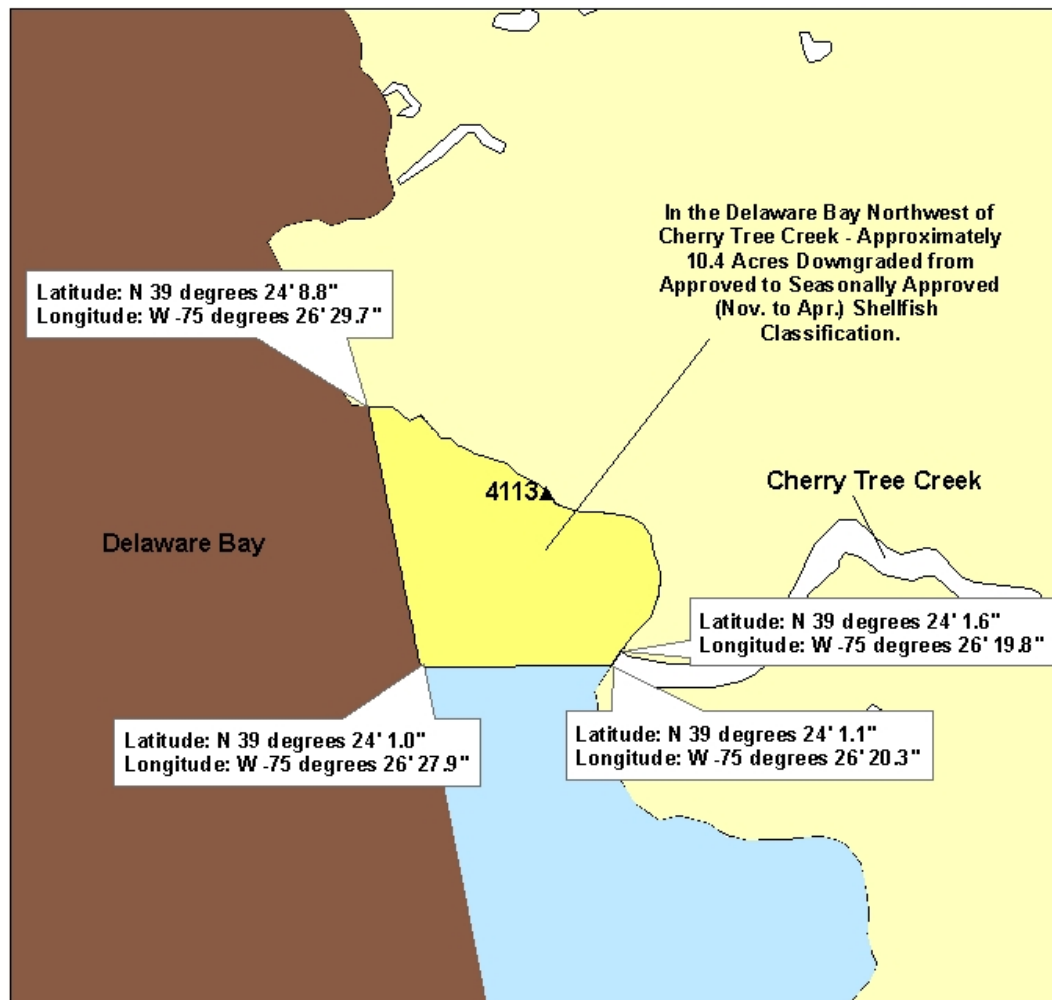 In the Delaware Bay Northwest of
Cherry Tree Creek - Approximately
10.4 Acres Downgraded from
Approved to Seasonally Approved
(Nov. to Apr.) Shellfish
Classification.
Latitude: N 39 degrees 24' 8.8"
Longitude: W -75 degrees 26' 29.7"
4113
Cherry Tree Creek
Delaware Bay
Latitude: N 39 degrees 24' 1.6"
Longitude: W -75 degrees 26' 19.8"
Latitude: N 39 degrees 24' 1.0"
Longitude: W -75 degrees 26' 27.9"
Latitude: N 39 degrees 24' 1.1"
Longitude: W -75 degrees 26' 20.3"